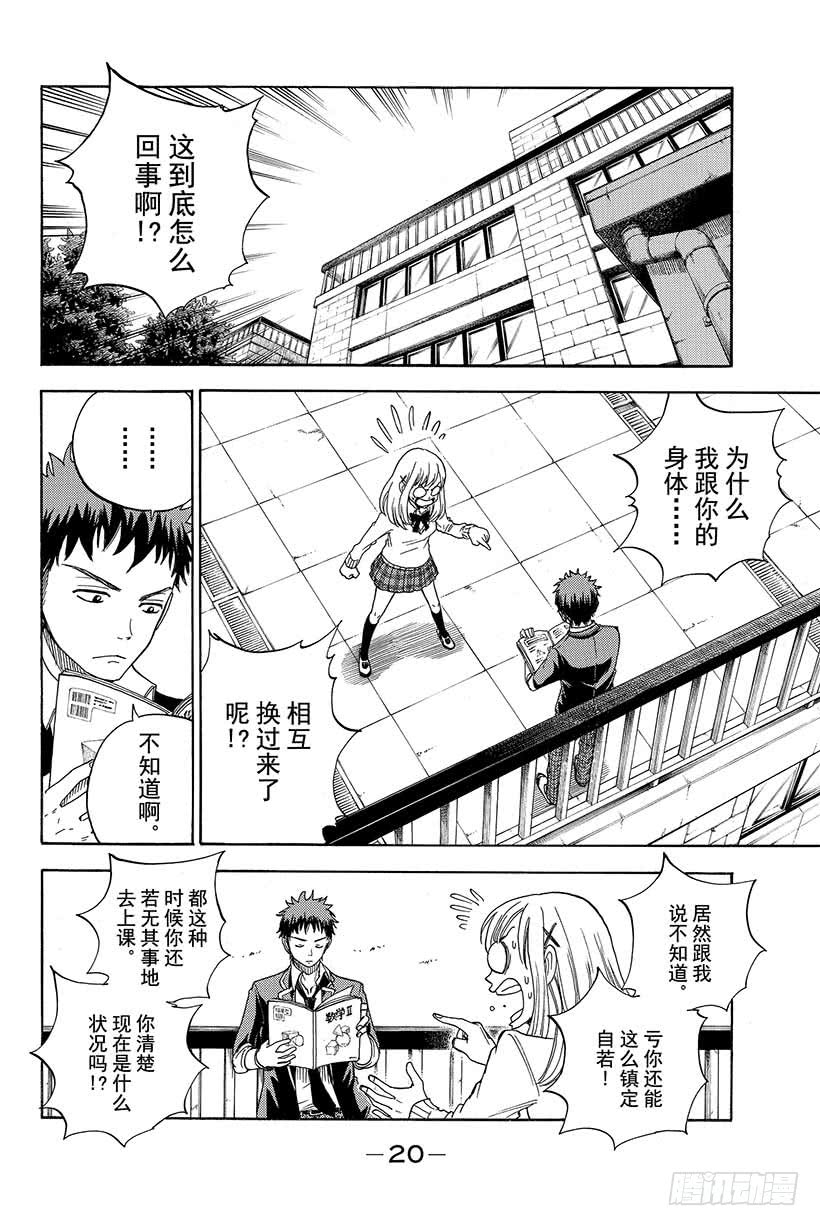 这到底怎么
回事啊!?
为什么
我跟你的
身体……
相互
换过来了
呢!?
……
……
不知道啊。
居然跟我
说不知道。
亏你还能
这么镇定
自若!
数学II
都这种
时候你还
若无其事地
去上课。
你清楚
现在是什么
状况吗!?
—20—
腾讯动漫